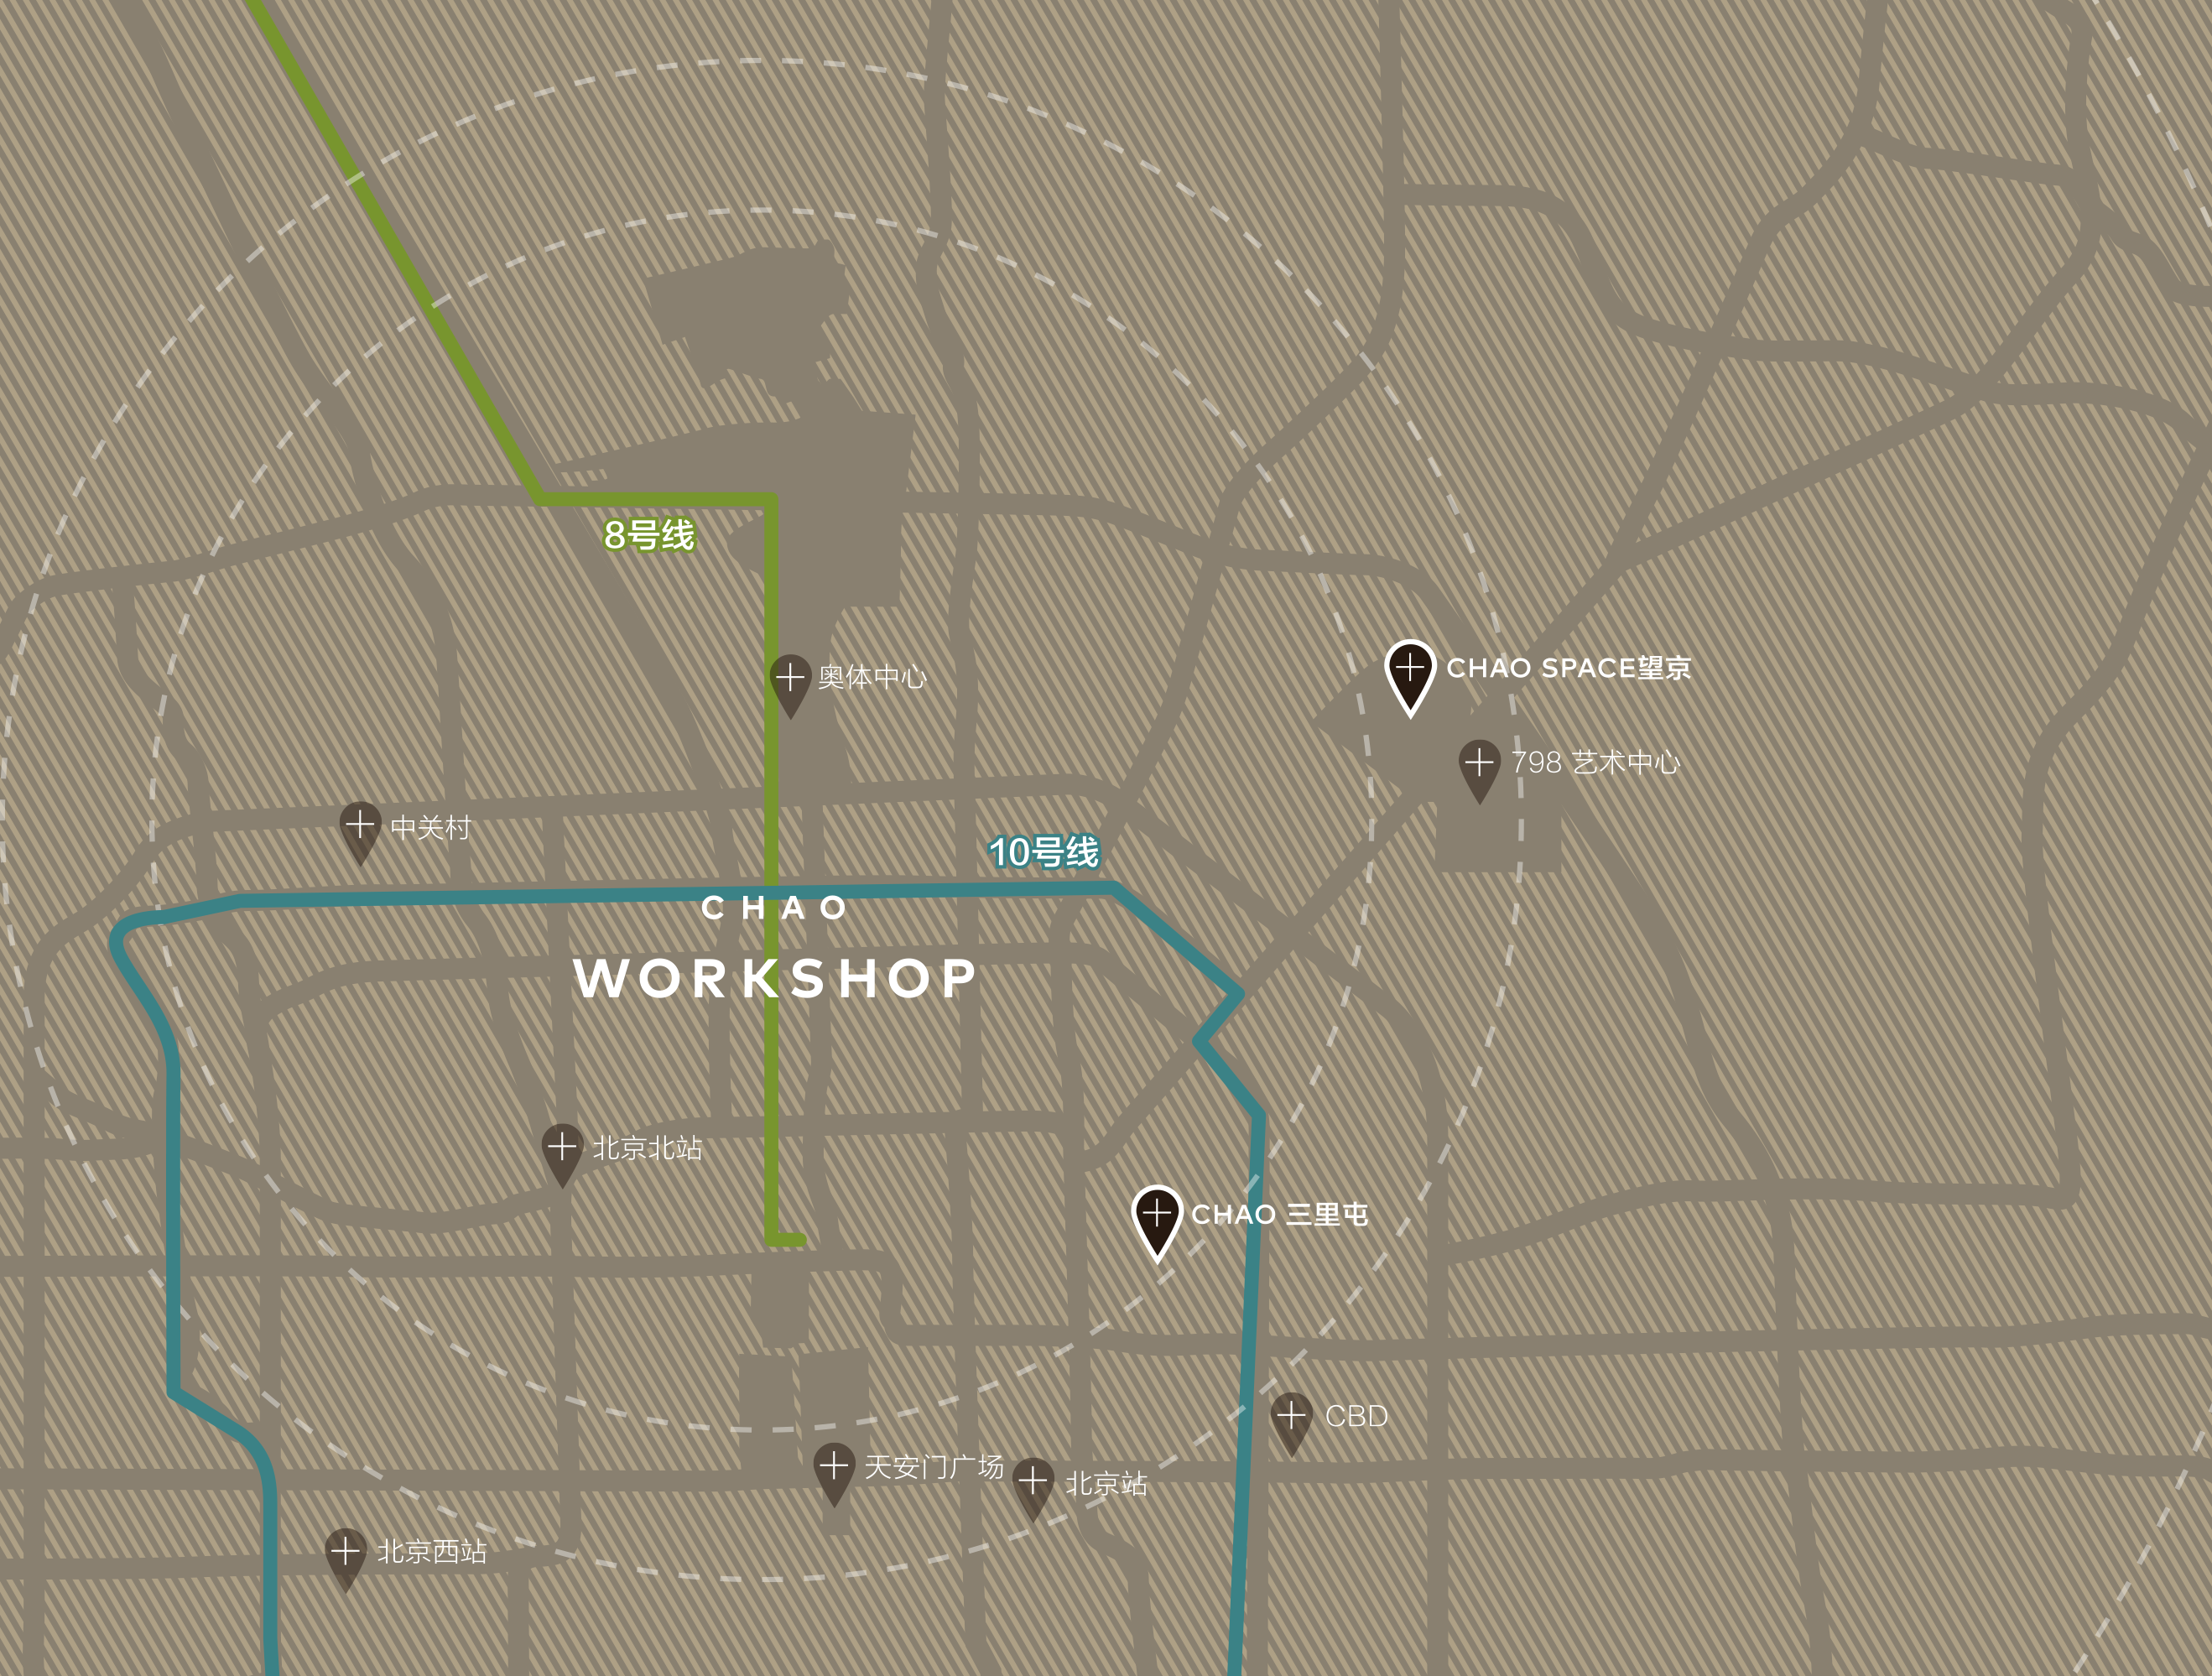 8号线
奥体中心
CHAO SPACE望京
798 艺术中心
中关村
10号线
CHAO
WORKSHOP
北京北站
CHAO 三里屯
CBD
天安门广场
北京站
北京西站